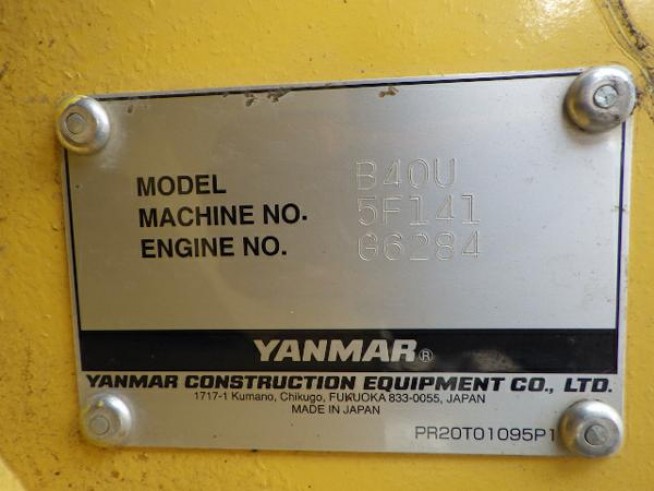 MODEL B40U
MACHINE NO. 5F141
ENGINE NO. G6284
YANMAR®
YANMAR CONSTRUCTION EQUIPMENT CO., LTD.
1717-1 Kumano, Chikugo, FUKUOKA 833-0055, JAPAN
MADE IN JAPAN
PR20T01095P1